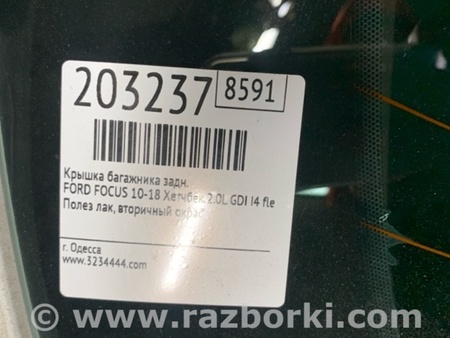 203237 8591
Крышка багажника задн.
FORD FOCUS 10-18 Хетчбек 2.0L GDI I4 fle
Полез лак, вторичный окрас
г. Одесса
www.3234444.com
© www.razborki.com